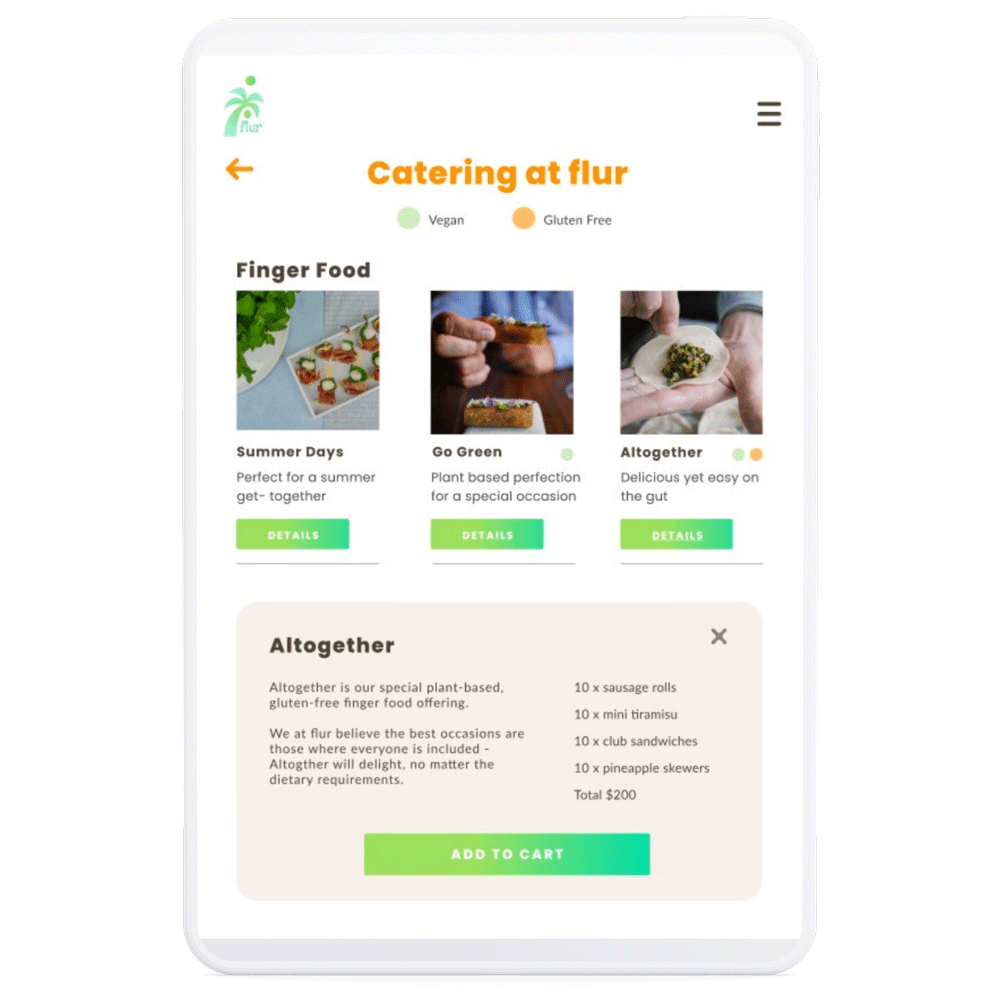 flur
Catering at flur
Vegan
Gluten Free
Finger Food
Summer Days
Go Green
Altogether
Perfect for a summer
get- together
Plant based perfection
for a special occasion
Delicious yet easy on
the gut
DETAILS
DETAILS
DETAILS
Altogether
Altogether is our special plant-based,
gluten-free finger food offering.
We at flur believe the best occasions are
those where everyone is included -
Altogther will delight, no matter the
dietary requirements.
10 x sausage rolls
10 x mini tiramisu
10 x club sandwiches
10 x pineapple skewers
Total $200
ADD TO CART